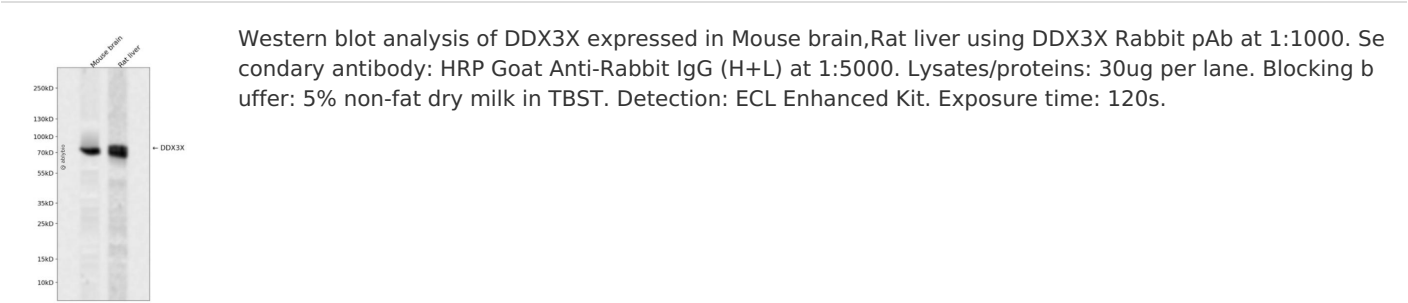 Mouse brain
Rat liver
250kD
130kD
100kD
70kD
55kD
35kD
25kD
15kD
10kD
← DDX3X
Western blot analysis of DDX3X expressed in Mouse brain,Rat liver using DDX3X Rabbit pAb at 1:1000. Se
condary antibody: HRP Goat Anti-Rabbit IgG (H+L) at 1:5000. Lysates/proteins: 30ug per lane. Blocking b
uffer: 5% non-fat dry milk in TBST. Detection: ECL Enhanced Kit. Exposure time: 120s.